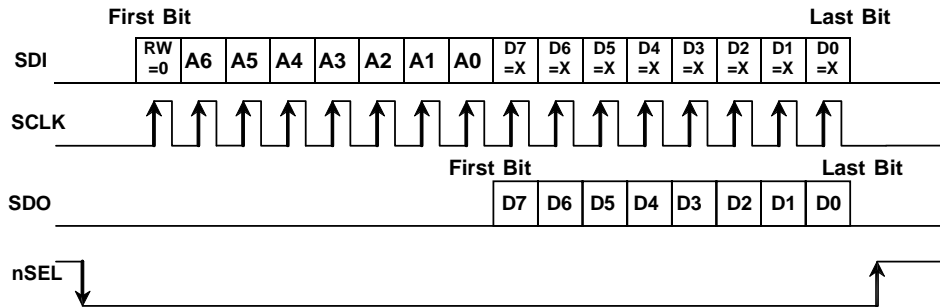 First Bit Last Bit
SDI RW =0 A6 A5 A4 A3 A2 A1 A0 D7 =X D6 =X D5 =X D4 =X D3 =X D2 =X D1 =X D0 =X
SCLK
First Bit Last Bit
SDO D7 D6 D5 D4 D3 D2 D1 D0
nSEL